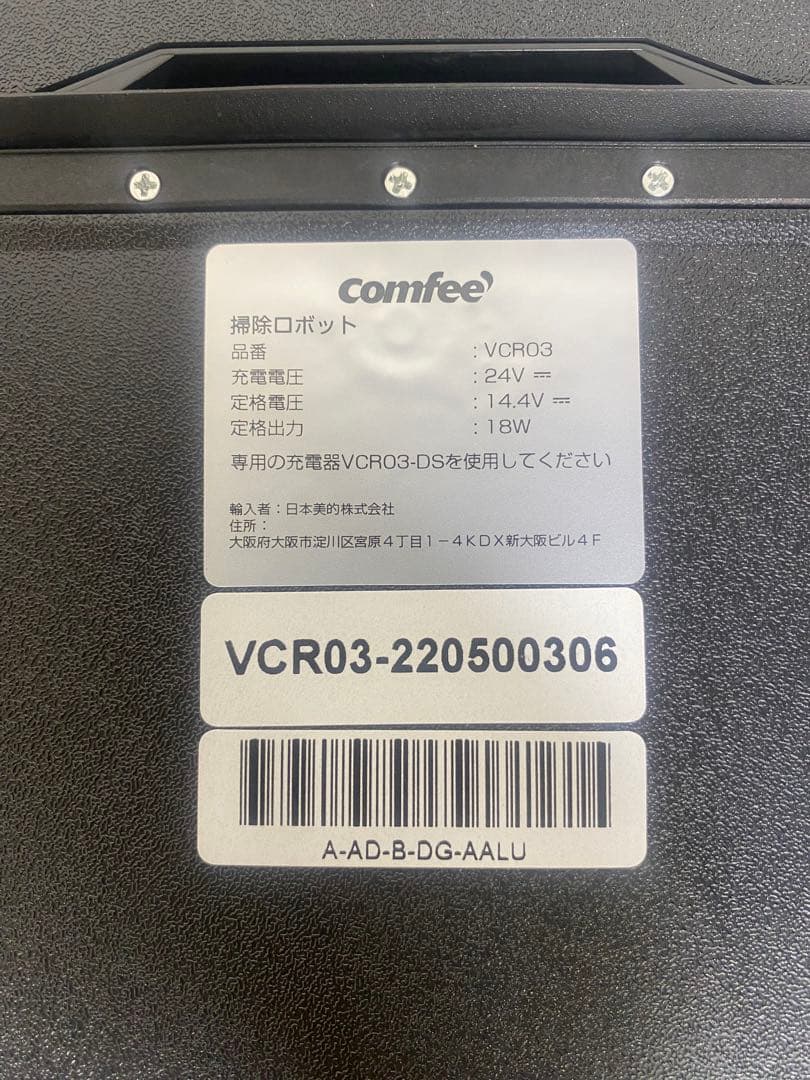 comfee'
掃除ロボット
品番 : VCR03
充電電圧 : 24V ⎓
定格電圧 : 14.4V ⎓
定格出力 : 18W
専用の充電器VCR03-DSを使用してください
輸入者：日本美的株式会社
住所：
大阪府大阪市淀川区宮原４丁目１−４ＫＤＸ新大阪ビル４Ｆ
VCR03-220500306
A-AD-B-DG-AALU